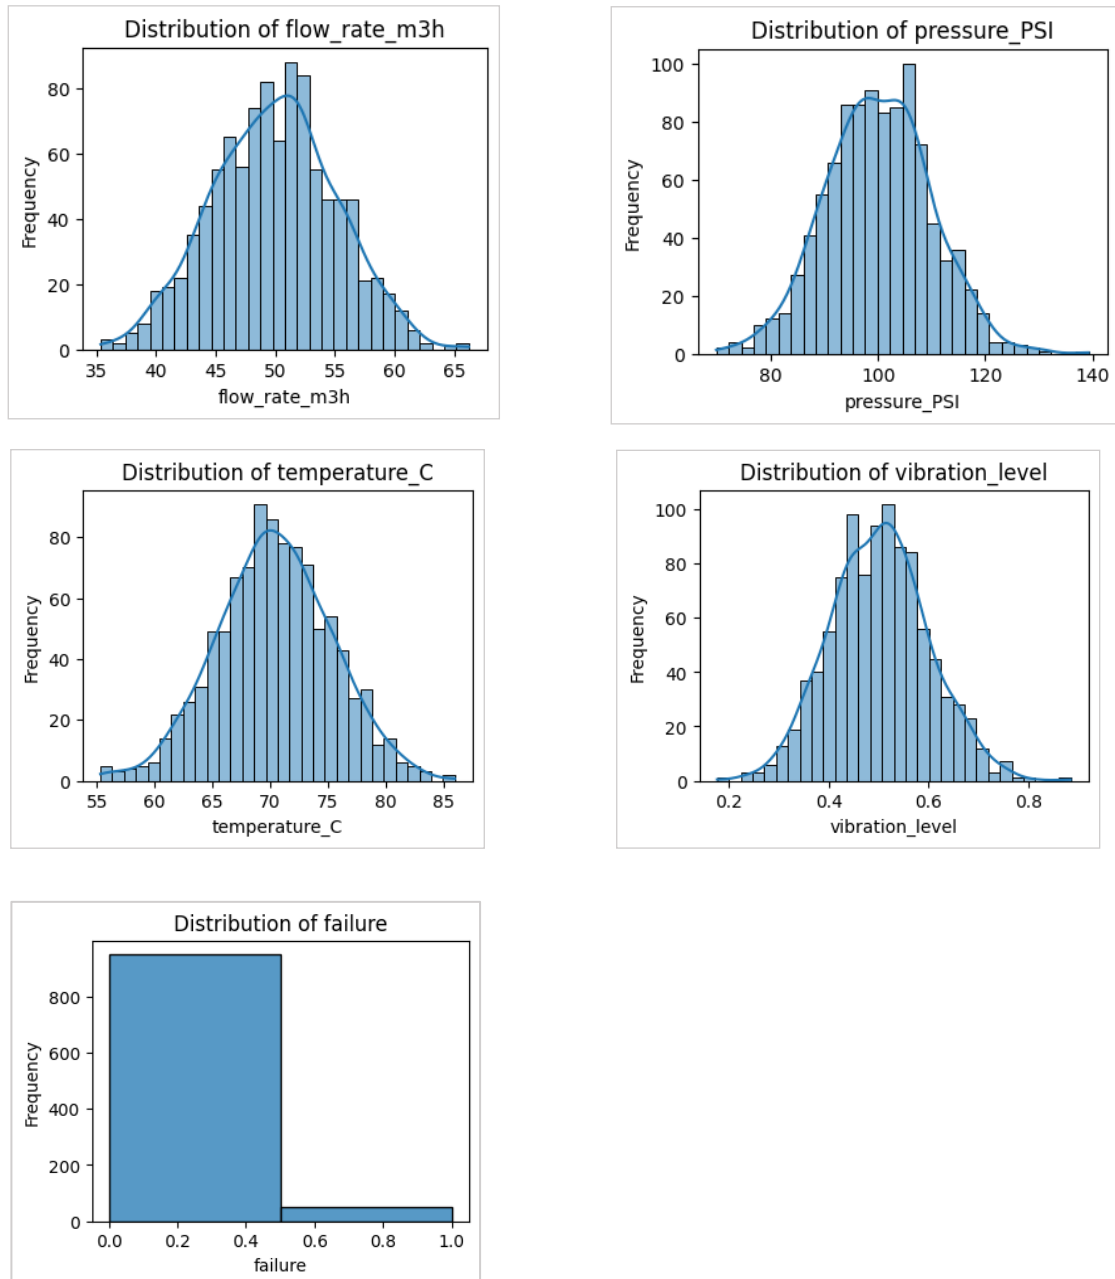 Distribution of flow_rate_m3h
Frequency
80
60
40
20
0
35 40 45 50 55 60 65
flow_rate_m3h
Distribution of pressure_PSI
Frequency
100
80
60
40
20
0
80 100 120 140
pressure_PSI
Distribution of temperature_C
Frequency
80
60
40
20
0
55 60 65 70 75 80 85
temperature_C
Distribution of vibration_level
Frequency
100
80
60
40
20
0
0.2 0.4 0.6 0.8
vibration_level
Distribution of failure
Frequency
800
600
400
200
0
0.0 0.2 0.4 0.6 0.8 1.0
failure